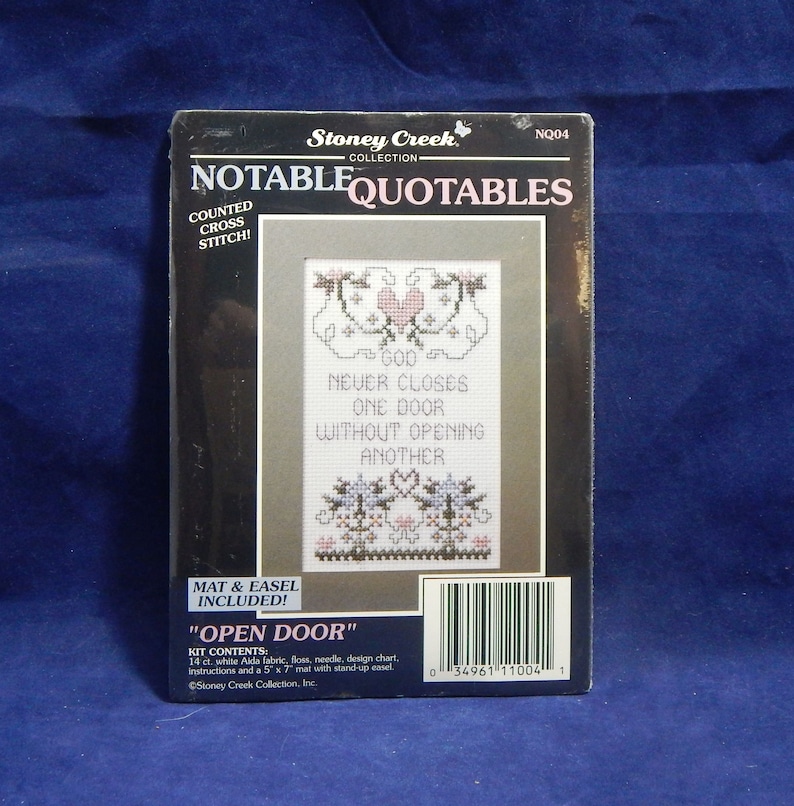 Stoney Creek®
COLLECTION
NQ04
NOTABLE QUOTABLES
COUNTED
CROSS
STITCH!
GOD
NEVER CLOSES
ONE DOOR
WITHOUT OPENING
ANOTHER
MAT & EASEL
INCLUDED!
"OPEN DOOR"
KIT CONTENTS:
14 ct. white Aida fabric, floss, needle, design chart,
instructions and a 5" x 7" mat with stand-up easel.
©Stoney Creek Collection, Inc.
0 34961 11004 1